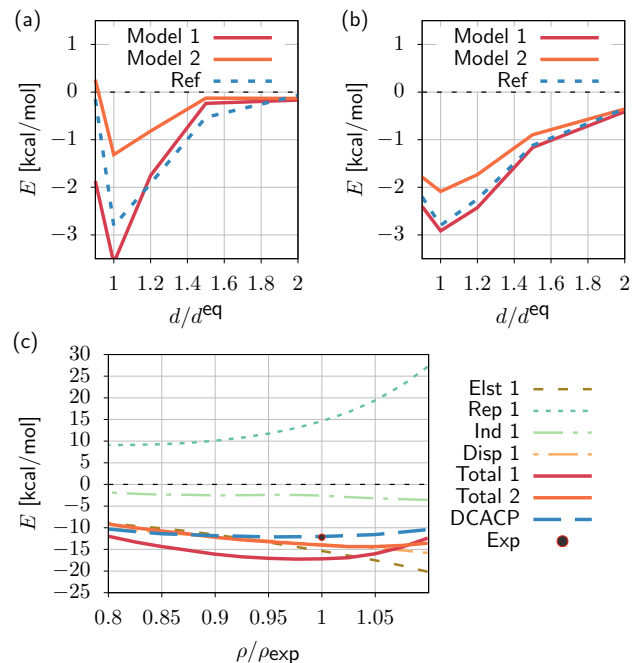 (a)
Model 1
Model 2
Ref
E [kcal/mol]
1
0
−1
−2
−3
1 1.2 1.4 1.6 1.8 2
d/d^eq
(b)
Model 1
Model 2
Ref
E [kcal/mol]
1
0
−1
−2
−3
1 1.2 1.4 1.6 1.8 2
d/d^eq
(c)
E [kcal/mol]
30
25
20
15
10
5
0
−5
−10
−15
−20
−25
0.8 0.85 0.9 0.95 1 1.05
ρ/ρexp
Elst 1
Rep 1
Ind 1
Disp 1
Total 1
Total 2
DCACP
Exp